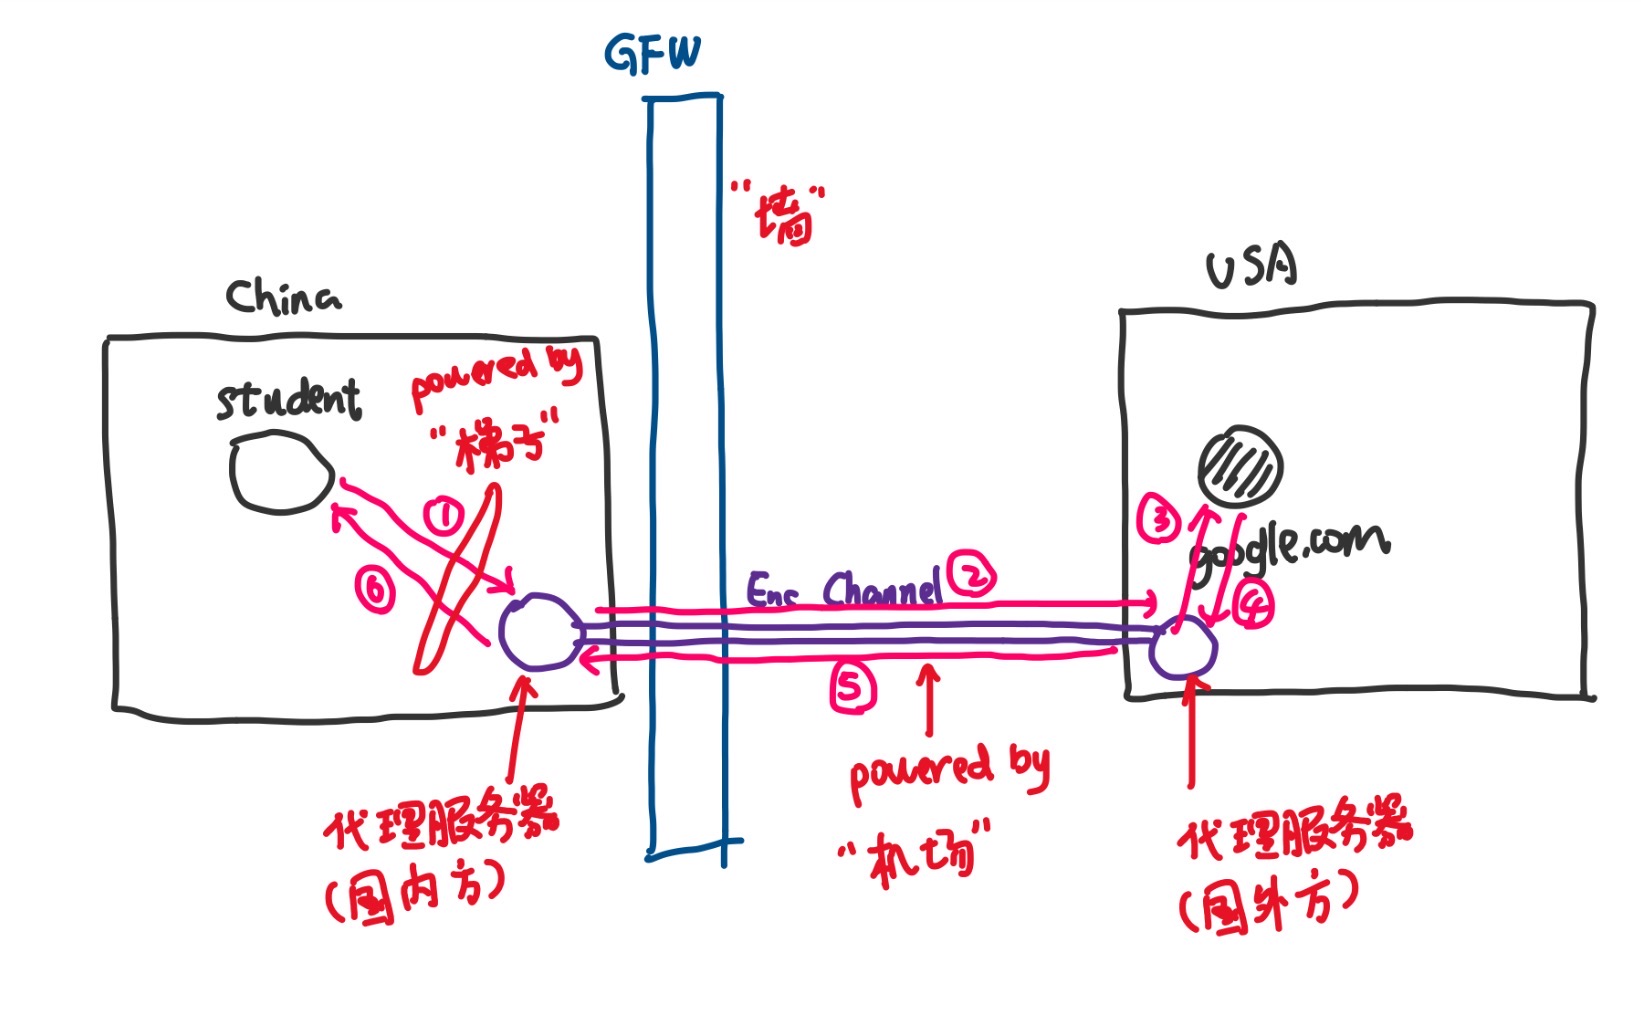 GFW
"墙"
China
USA
student
powered by
"梯子"
①
⑥
③
google.com
④
Enc Channel ②
⑤
powered by
"机场"
代理服务器
(国内方)
代理服务器
(国外方)